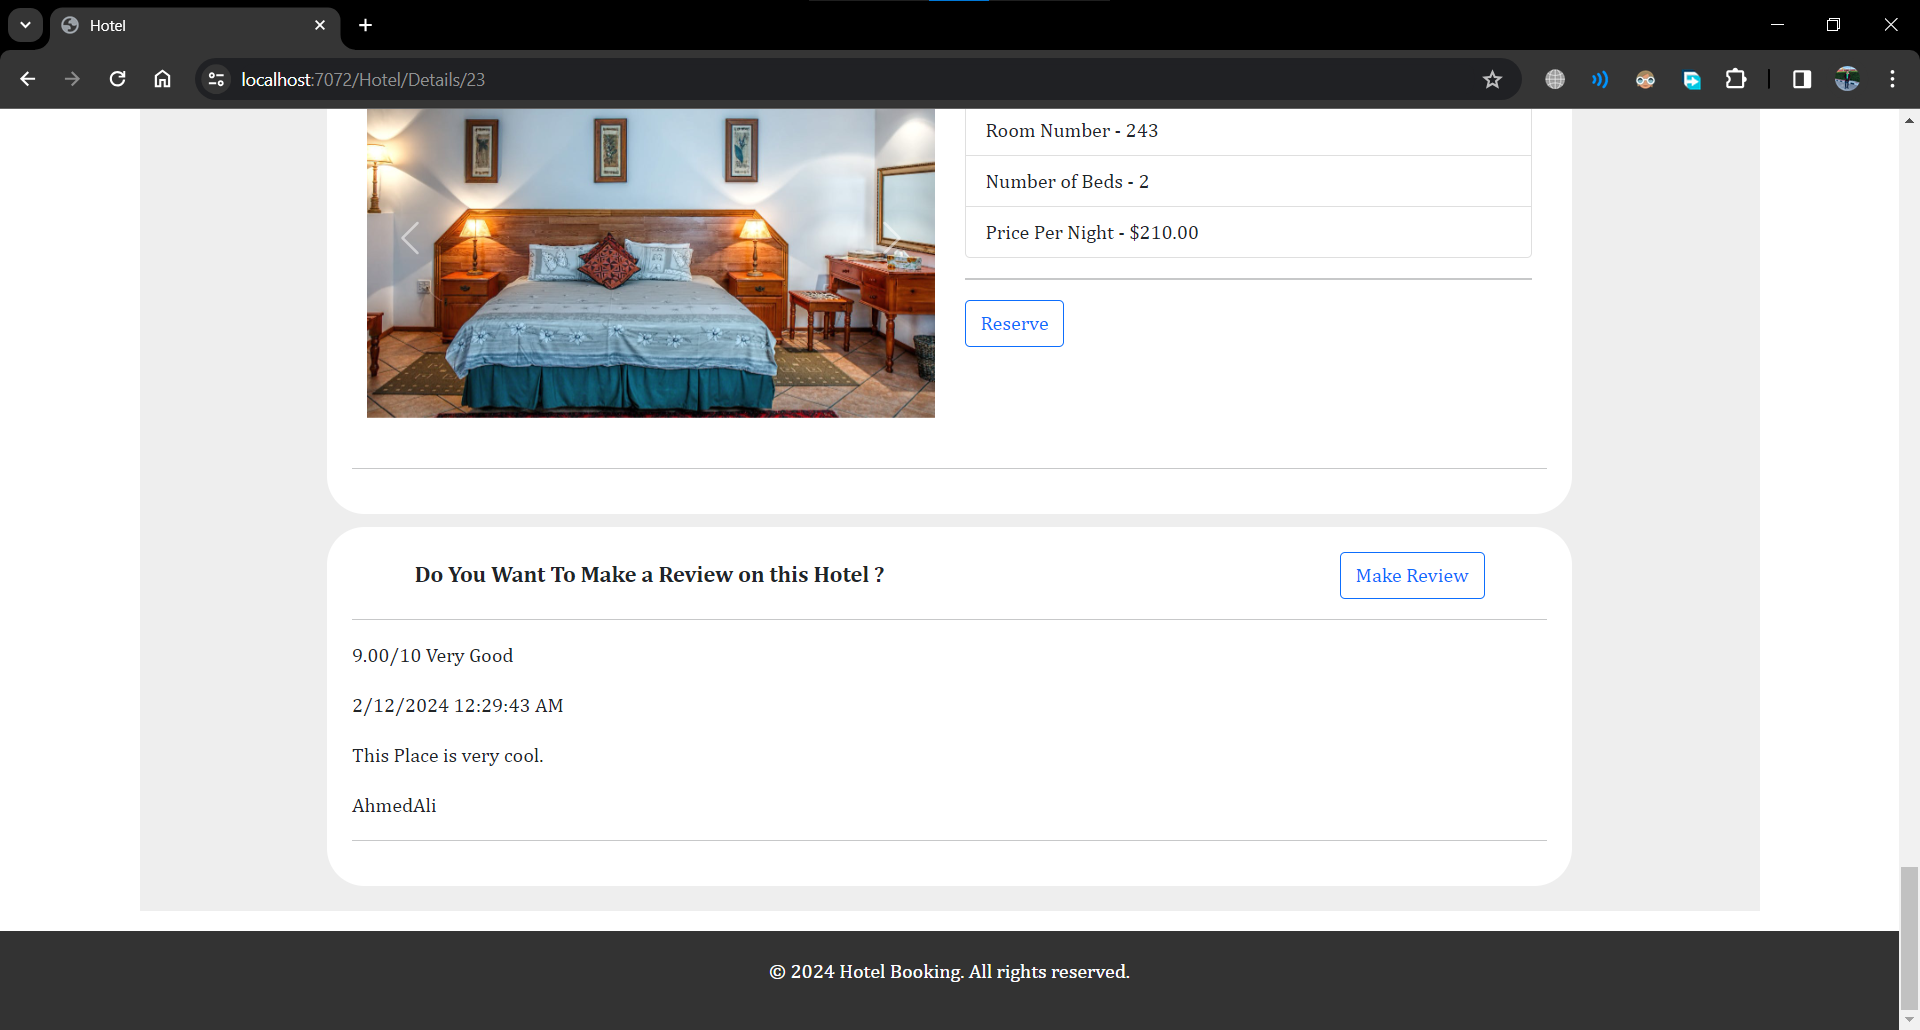 Hotel
localhost:7072/Hotel/Details/23
Room Number - 243
Number of Beds - 2
Price Per Night - $210.00
Reserve
Do You Want To Make a Review on this Hotel ?
Make Review
9.00/10 Very Good
2/12/2024 12:29:43 AM
This Place is very cool.
AhmedAli
© 2024 Hotel Booking. All rights reserved.